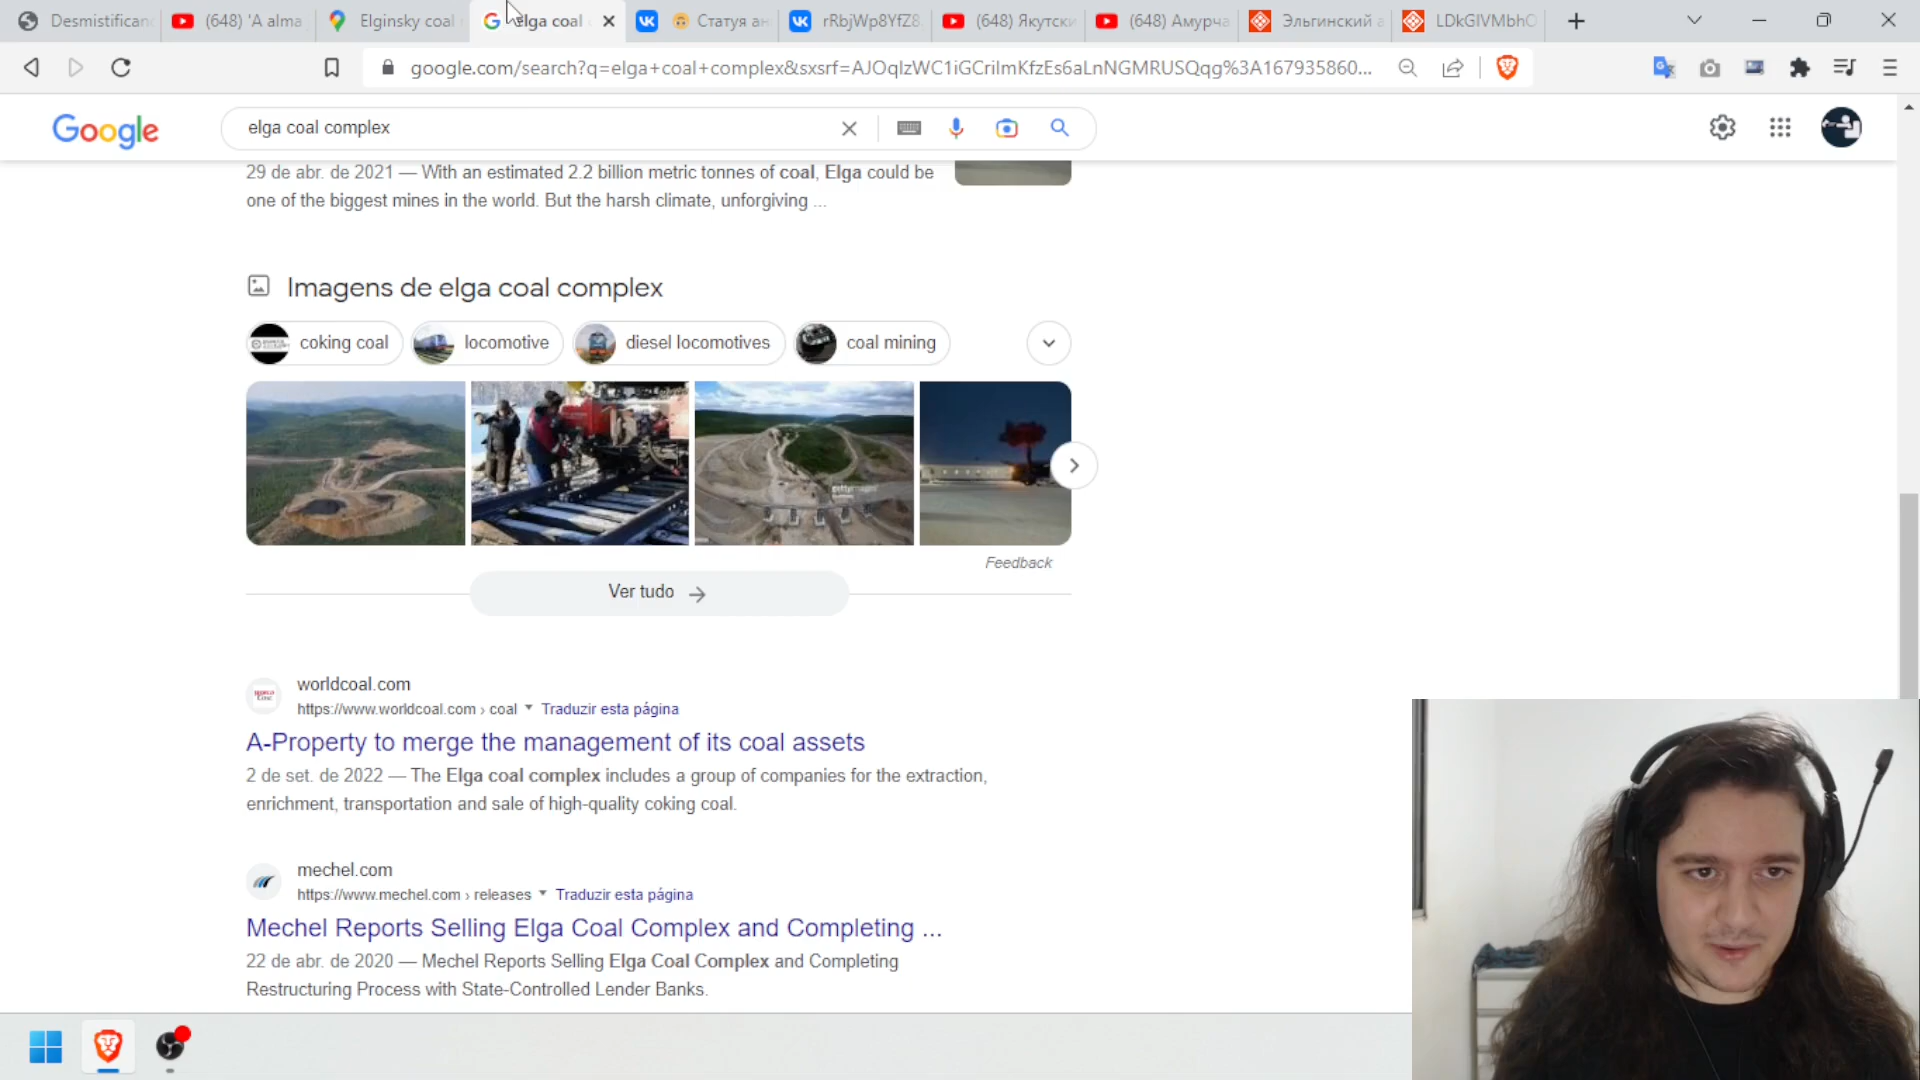 Desmistifican
(648) 'A alma
Elginsky coal
elga coal
Статуя ан
rRbjWp8YfZ8
(648) Якутски
(648) Амурча
Эльгинский
LDkGIVMbhC
google.com/search?q=elga+coal+complex&sxsrf=AJOqlzWC1iGCrilmKfzEs6aLnNGMRUSQqg%3A167935860...
Google
elga coal complex
29 de abr. de 2021 — With an estimated 2.2 billion metric tonnes of coal, Elga could be
one of the biggest mines in the world. But the harsh climate, unforgiving ...
Imagens de elga coal complex
coking coal
locomotive
diesel locomotives
coal mining
Feedback
Ver tudo
worldcoal.com
https://www.worldcoal.com › coal
Traduzir esta página
A-Property to merge the management of its coal assets
2 de set. de 2022 — The Elga coal complex includes a group of companies for the extraction,
enrichment, transportation and sale of high-quality coking coal.
mechel.com
https://www.mechel.com › releases
Traduzir esta página
Mechel Reports Selling Elga Coal Complex and Completing ...
22 de abr. de 2020 — Mechel Reports Selling Elga Coal Complex and Completing
Restructuring Process with State-Controlled Lender Banks.